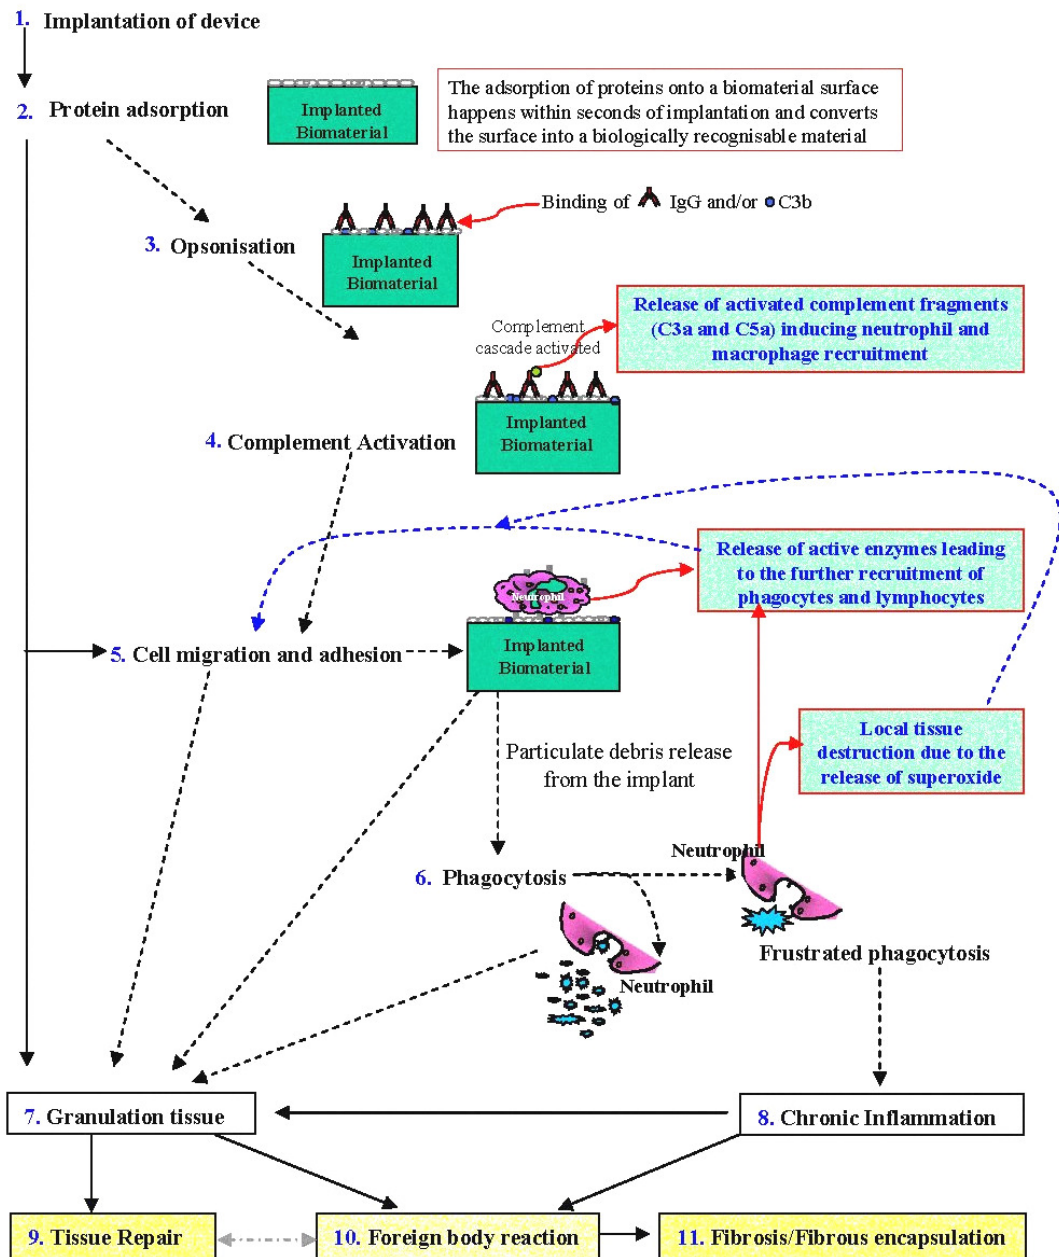 1. Implantation of device
2. Protein adsorption
Implanted
Biomaterial
The adsorption of proteins onto a biomaterial surface
happens within seconds of implantation and converts
the surface into a biologically recognisable material
Binding of IgG and/or C3b
3. Opsonisation
Implanted
Biomaterial
Release of activated complement fragments
(C3a and C5a) inducing neutrophil and
macrophage recruitment
Complement
cascade activated
4. Complement Activation
Implanted
Biomaterial
Release of active enzymes leading
to the further recruitment of
phagocytes and lymphocytes
Neutrophil
5. Cell migration and adhesion
Implanted
Biomaterial
Local tissue
destruction due to the
release of superoxide
Particulate debris release
from the implant
Neutrophil
6. Phagocytosis
Frustrated phagocytosis
Neutrophil
7. Granulation tissue
8. Chronic Inflammation
9. Tissue Repair
10. Foreign body reaction
11. Fibrosis/Fibrous encapsulation